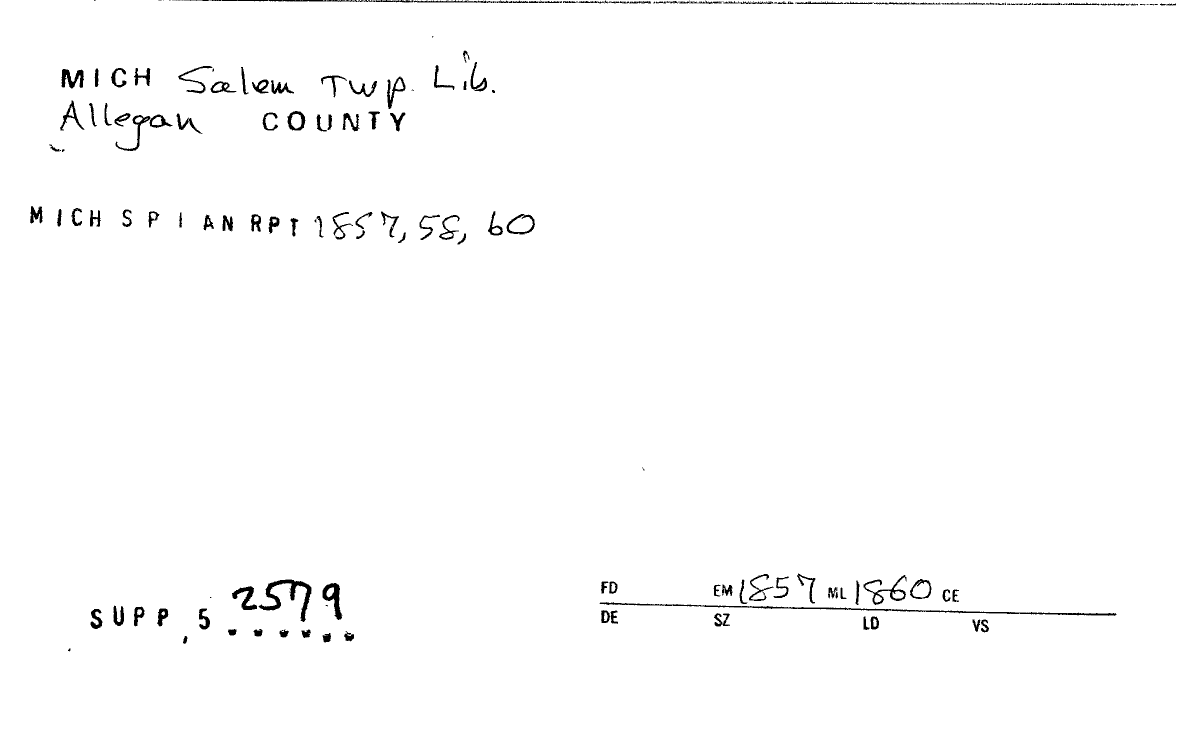 MICH Salem Twp. Lib.
Allegan COUNTY
MICH SPI AN RPT 1857, 58, 60
SUPP, 5 2579
FD EM 1857 ML 1860 CE
DE SZ LD VS